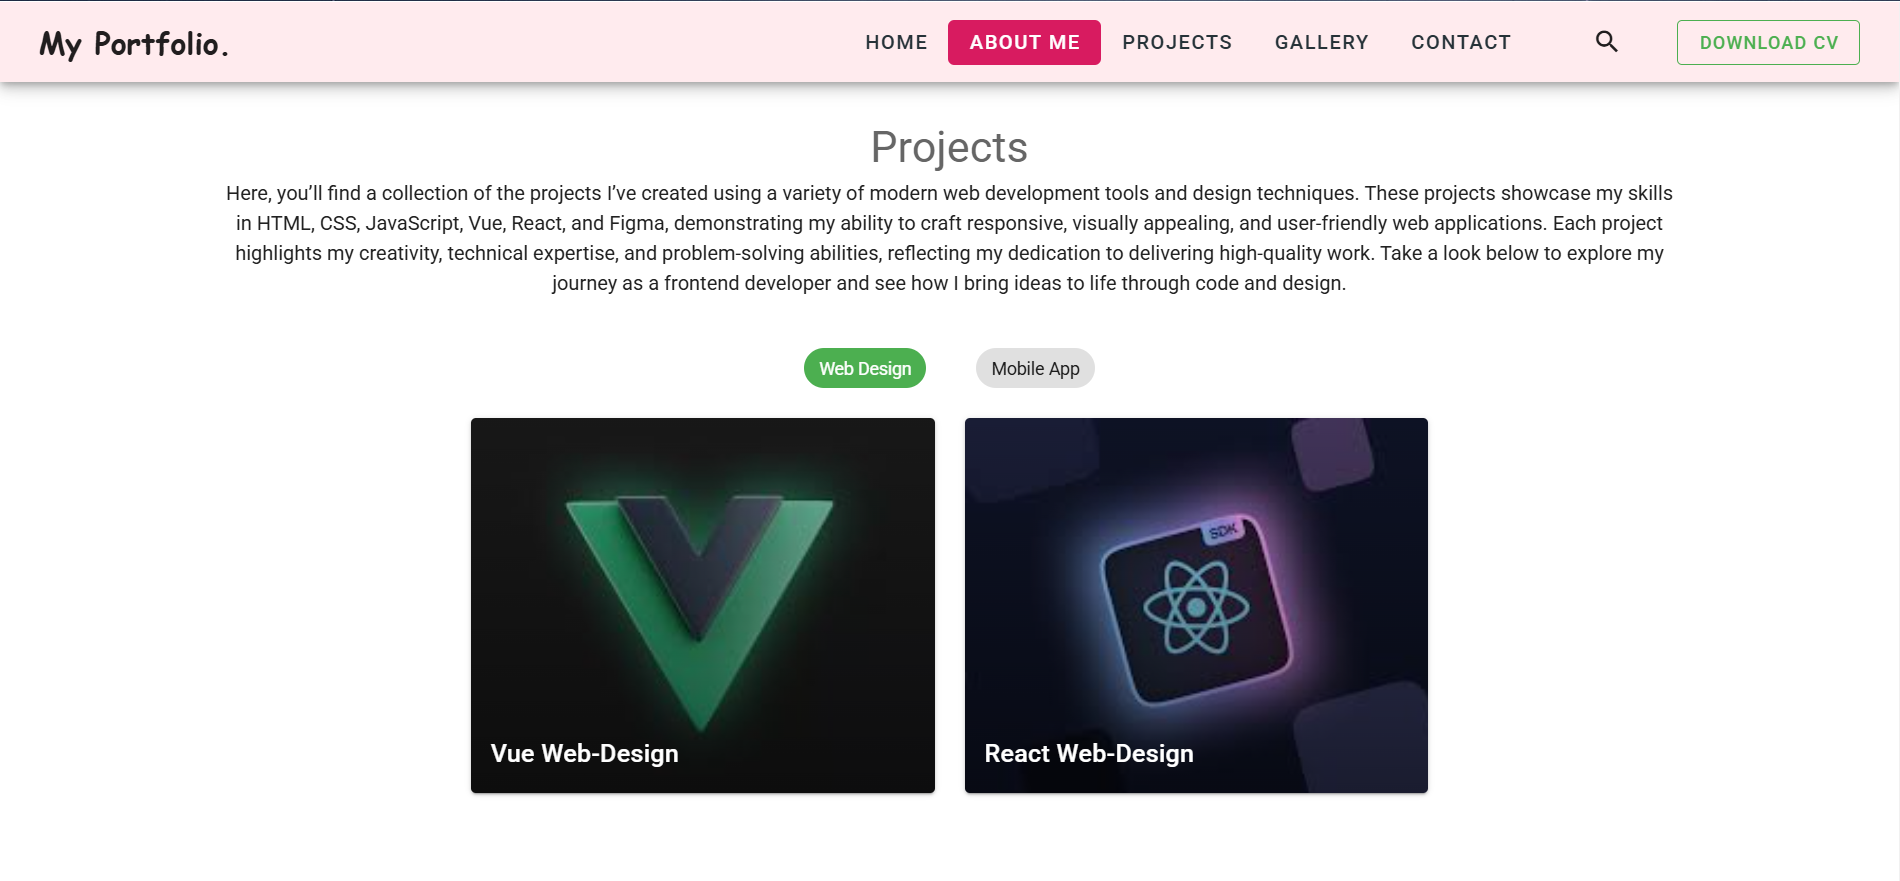 My Portfolio.
HOME
ABOUT ME
PROJECTS
GALLERY
CONTACT
DOWNLOAD CV
Projects
Here, you’ll find a collection of the projects I’ve created using a variety of modern web development tools and design techniques. These projects showcase my skills
in HTML, CSS, JavaScript, Vue, React, and Figma, demonstrating my ability to craft responsive, visually appealing, and user-friendly web applications. Each project
highlights my creativity, technical expertise, and problem-solving abilities, reflecting my dedication to delivering high-quality work. Take a look below to explore my
journey as a frontend developer and see how I bring ideas to life through code and design.
Web Design
Mobile App
SDK
Vue Web-Design
React Web-Design